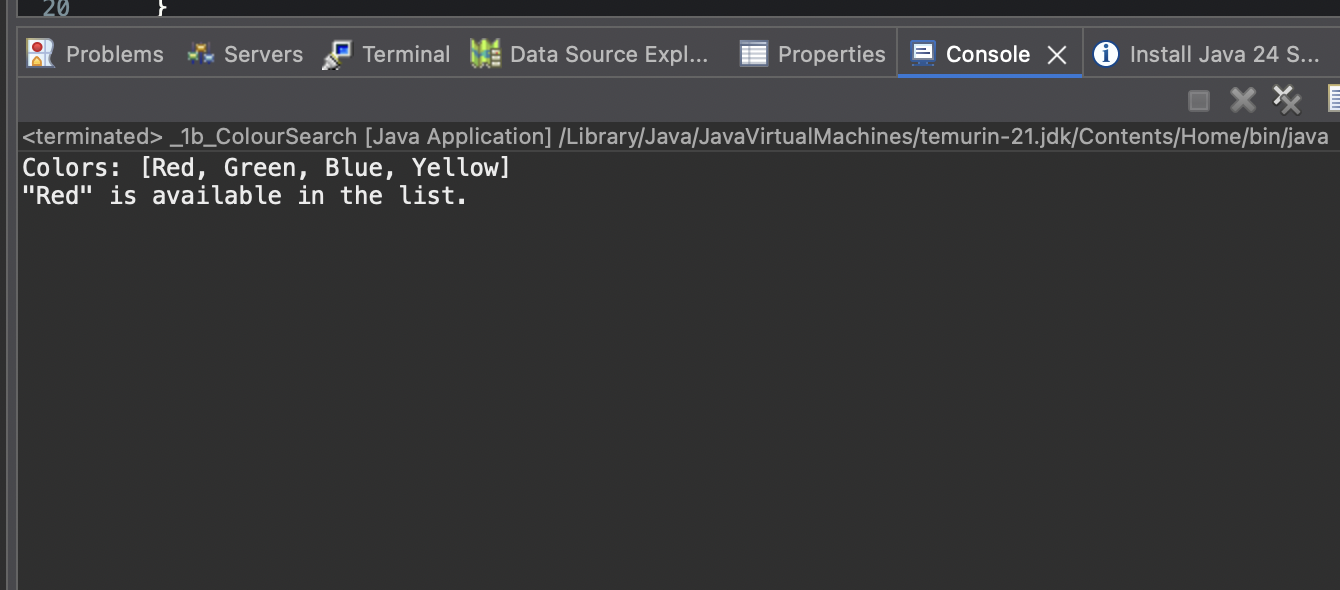 20 }
Problems Servers Terminal Data Source Expl... Properties Console Install Java 24 S...
<terminated> _1b_ColourSearch [Java Application] /Library/Java/JavaVirtualMachines/temurin-21.jdk/Contents/Home/bin/java
Colors: [Red, Green, Blue, Yellow]
"Red" is available in the list.